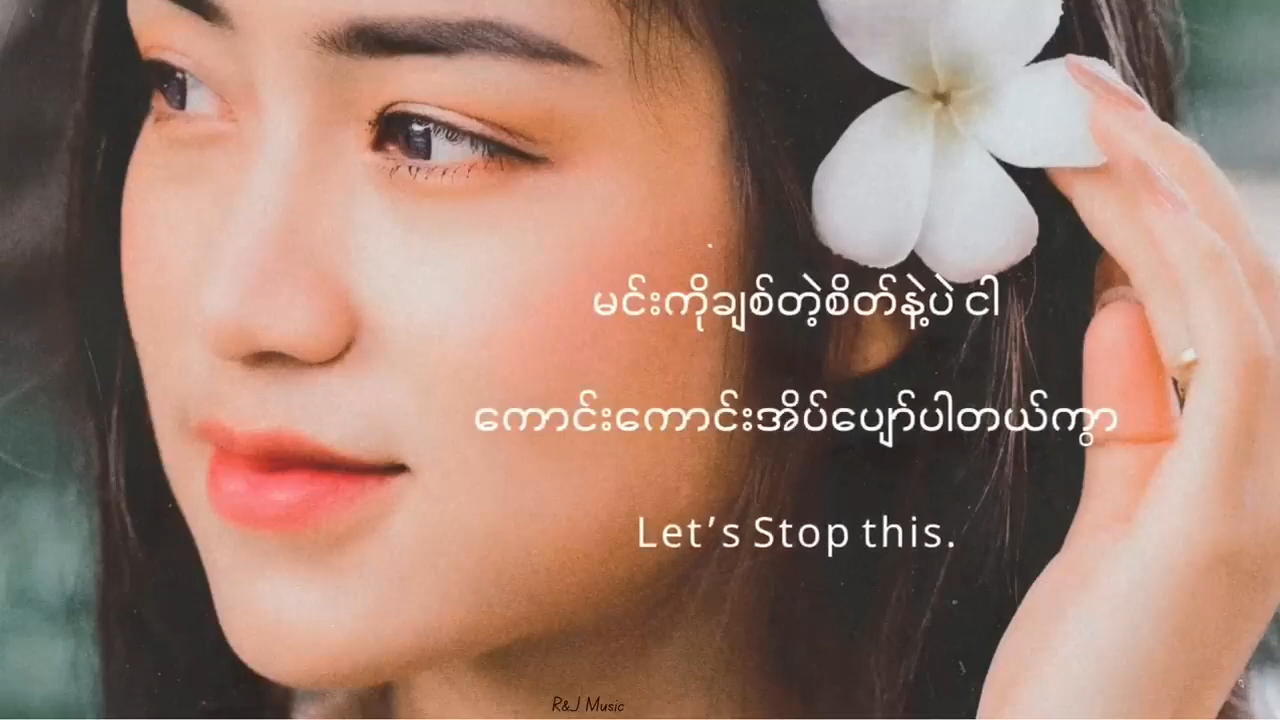 မင်းကိုချစ်တဲ့စိတ်နဲ့ပဲ ငါ
ကောင်းကောင်းအိပ်ပျော်ပါတယ်ကွာ
Let’s Stop this.
R&J Music